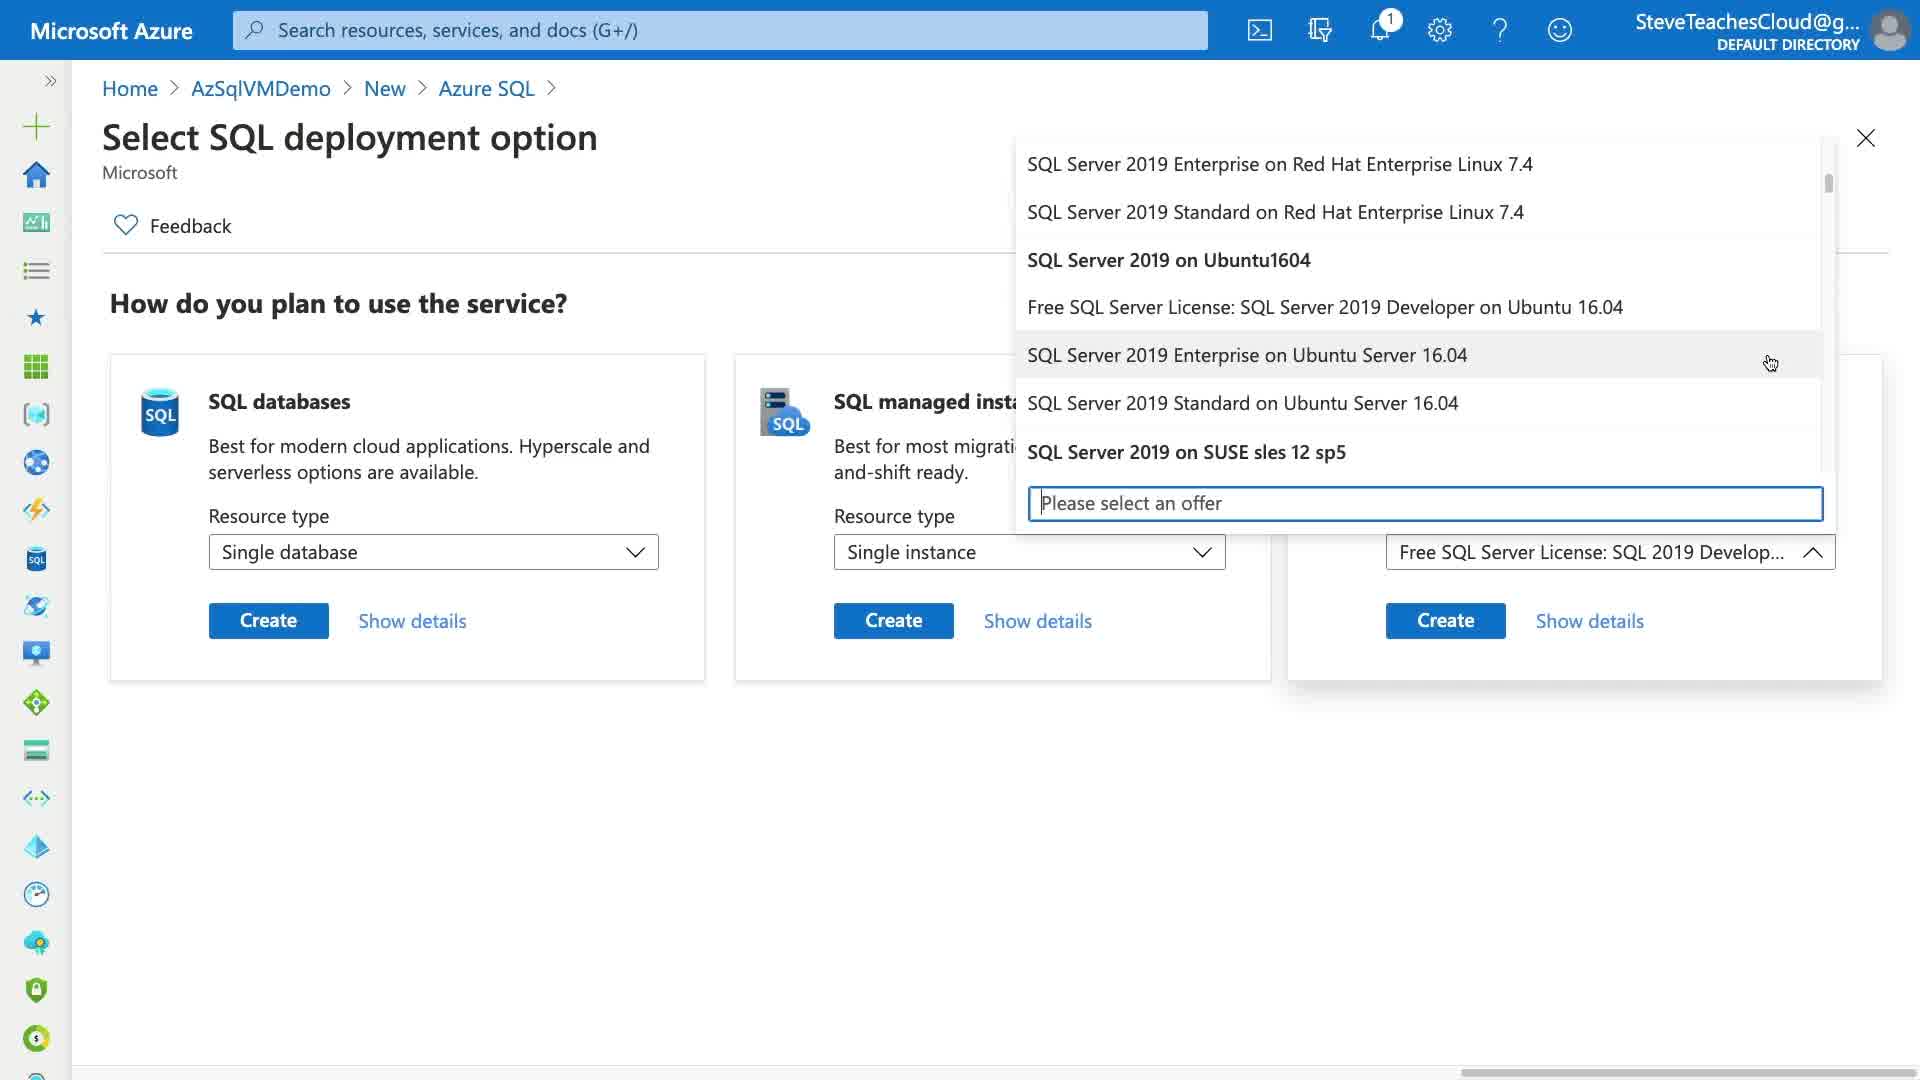 Microsoft Azure
Search resources, services, and docs (G+/)
1
SteveTeachesCloud@g...
DEFAULT DIRECTORY
Home > AzSqlVMDemo > New > Azure SQL >
Select SQL deployment option
Microsoft
Feedback
How do you plan to use the service?
SQL
SQL databases
Best for modern cloud applications. Hyperscale and
serverless options are available.
Resource type
Single database
Create
Show details
SQL
SQL managed insta
Best for most migrati
and-shift ready.
Resource type
Single instance
Create
Show details
SQL Server 2019 Enterprise on Red Hat Enterprise Linux 7.4
SQL Server 2019 Standard on Red Hat Enterprise Linux 7.4
SQL Server 2019 on Ubuntu1604
Free SQL Server License: SQL Server 2019 Developer on Ubuntu 16.04
SQL Server 2019 Enterprise on Ubuntu Server 16.04
SQL Server 2019 Standard on Ubuntu Server 16.04
SQL Server 2019 on SUSE sles 12 sp5
Please select an offer
Free SQL Server License: SQL 2019 Develop...
Create
Show details
SQL